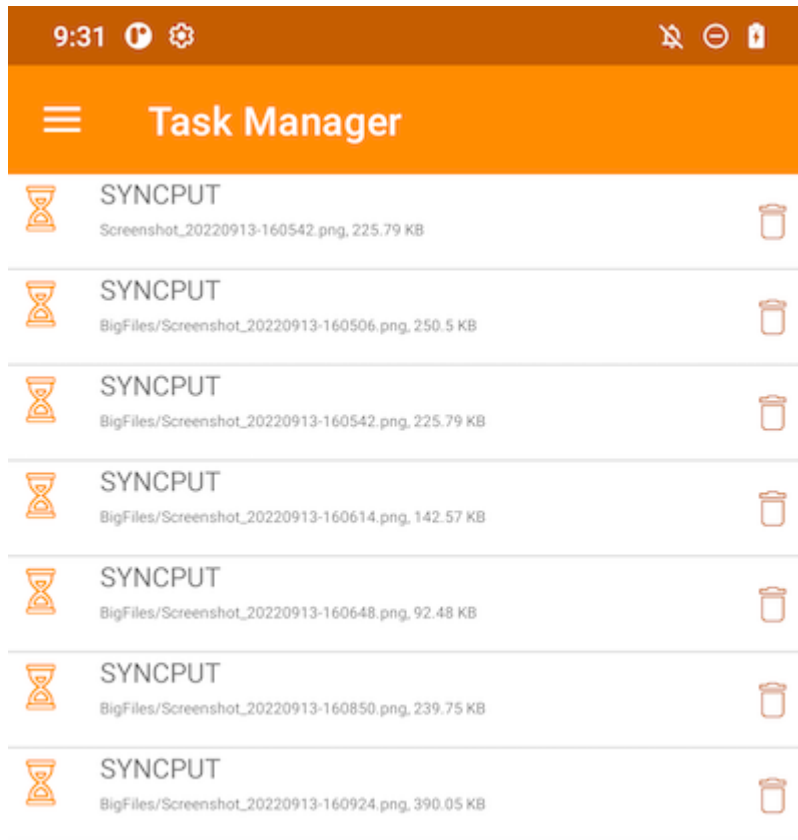 9:31
Task Manager
SYNCPUT
Screenshot_20220913-160542.png, 225.79 KB
SYNCPUT
BigFiles/Screenshot_20220913-160506.png, 250.5 KB
SYNCPUT
BigFiles/Screenshot_20220913-160542.png, 225.79 KB
SYNCPUT
BigFiles/Screenshot_20220913-160614.png, 142.57 KB
SYNCPUT
BigFiles/Screenshot_20220913-160648.png, 92.48 KB
SYNCPUT
BigFiles/Screenshot_20220913-160850.png, 239.75 KB
SYNCPUT
BigFiles/Screenshot_20220913-160924.png, 390.05 KB